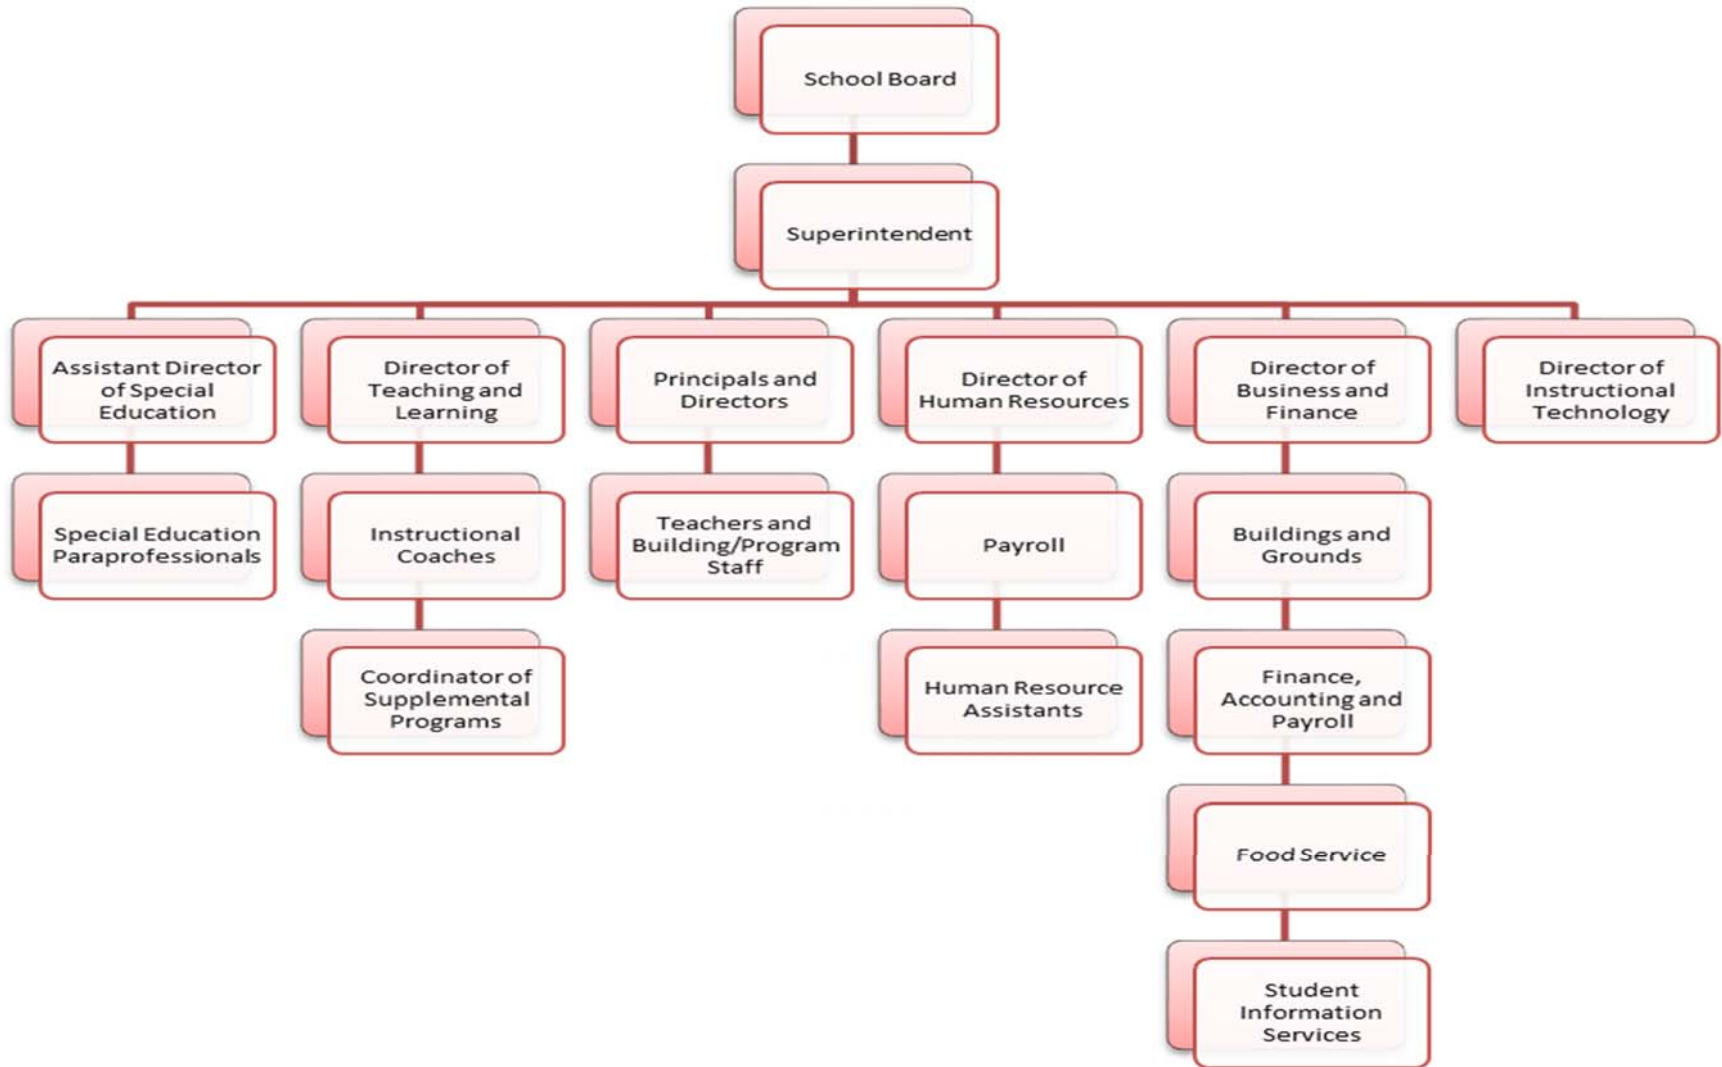 School Board
Superintendent
Assistant Director
of Special
Education
Director of
Teaching and
Learning
Principals and
Directors
Director of
Human Resources
Director of
Business and
Finance
Director of
Instructional
Technology
Special Education
Paraprofessionals
Instructional
Coaches
Teachers and
Building/Program
Staff
Payroll
Buildings and
Grounds
Coordinator of
Supplemental
Programs
Human Resource
Assistants
Finance,
Accounting and
Payroll
Food Service
Student
Information
Services